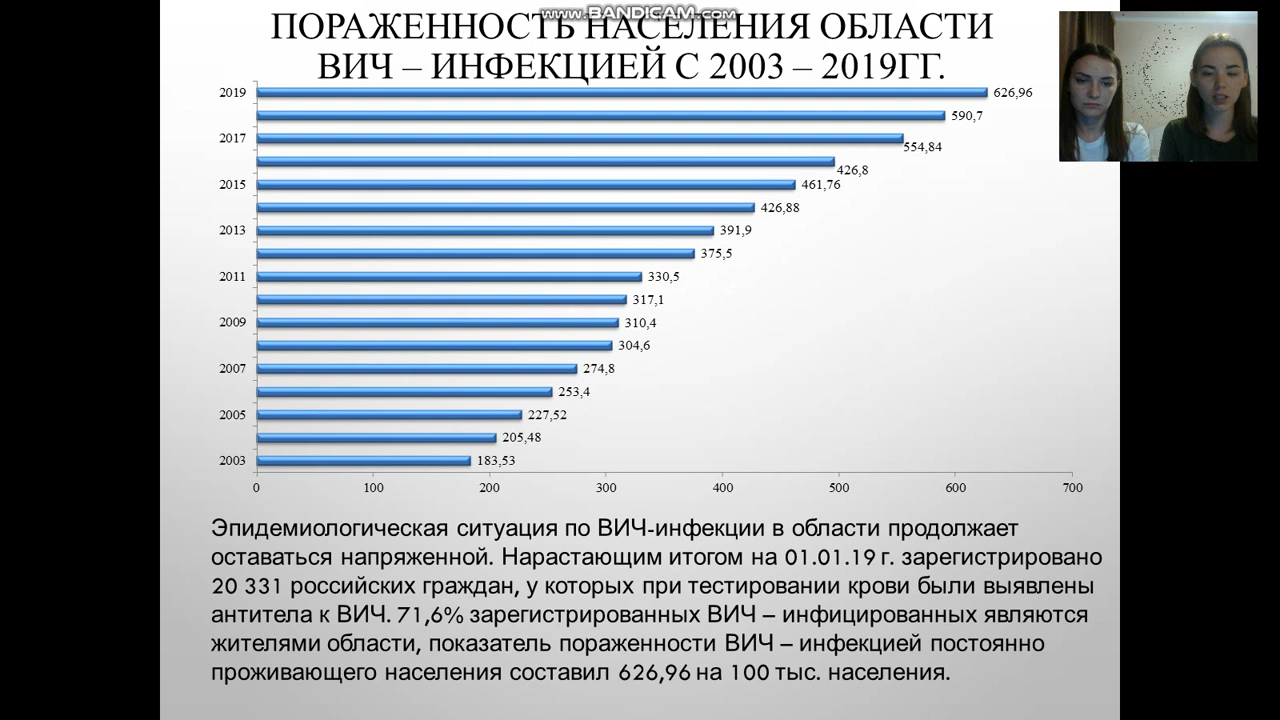 www.BANDICAM.com
ПОРАЖЕННОСТЬ НАСЕЛЕНИЯ ОБЛАСТИ
ВИЧ – ИНФЕКЦИЕЙ С 2003 – 2019ГГ.
2019 626,96
590,7
2017 554,84
426,8
2015 461,76
426,88
2013 391,9
375,5
2011 330,5
317,1
2009 310,4
304,6
2007 274,8
253,4
2005 227,52
205,48
2003 183,53
0 100 200 300 400 500 600 700
Эпидемиологическая ситуация по ВИЧ-инфекции в области продолжает
оставаться напряженной. Нарастающим итогом на 01.01.19 г. зарегистрировано
20 331 российских граждан, у которых при тестировании крови были выявлены
антитела к ВИЧ. 71,6% зарегистрированных ВИЧ – инфицированных являются
жителями области, показатель пораженности ВИЧ – инфекцией постоянно
проживающего населения составил 626,96 на 100 тыс. населения.